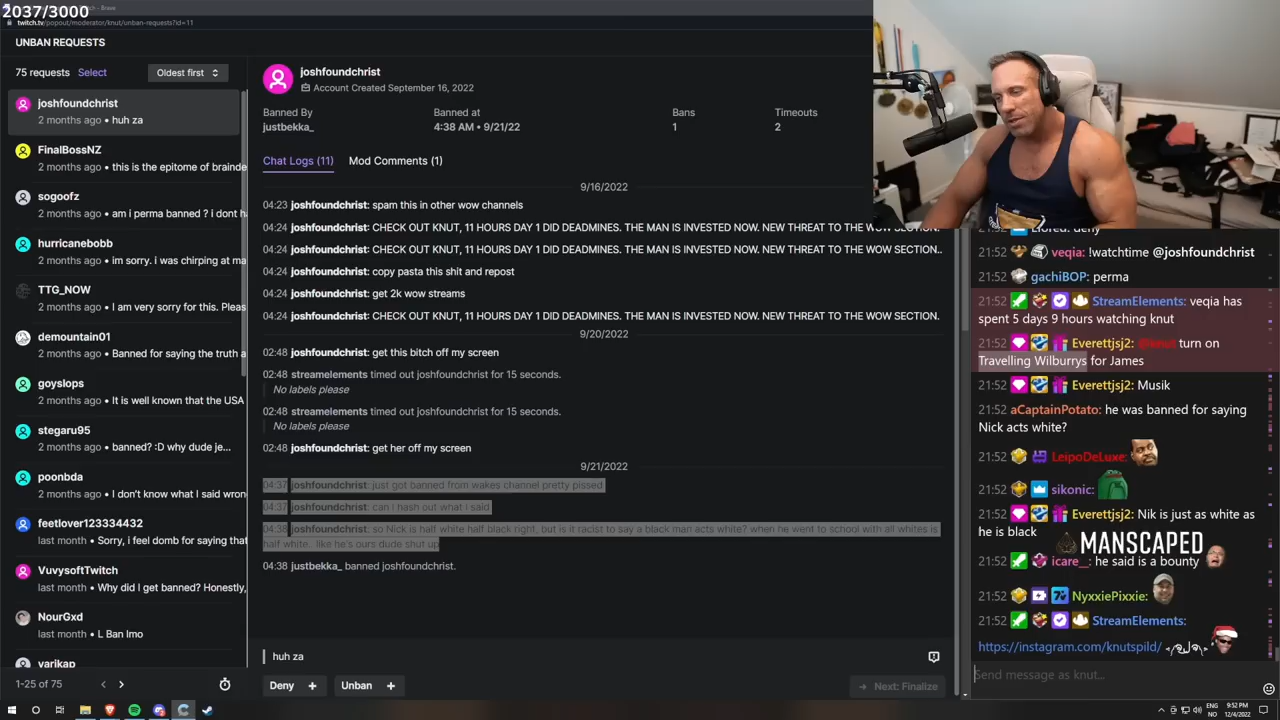 2037/3000
twitch.tv/popout/moderator/knut/unban-requests?id=11
UNBAN REQUESTS
75 requests Select Oldest first
joshfoundchrist
2 months ago • huh za
FinalBossNZ
2 months ago • this is the epitome of brainde
sogoofz
2 months ago • am i perma banned ? i dont h
hurricanebobb
2 months ago • im sorry. i was chirping at ma
TTG_NOW
2 months ago • I am very sorry for this. Pleas
demountain01
2 months ago • Banned for saying the truth a
goyslops
2 months ago • It is well known that the USA
stegaru95
2 months ago • banned? :D why dude je...
poonbda
2 months ago • I don't know what I said wron
feetlover123334432
last month • Sorry, i feel domb for saying that
VuvysoftTwitch
last month • Why did I get banned? Honestly,
NourGxd
last month • L Ban Imo
varikap
1-25 of 75
joshfoundchrist
Account Created September 16, 2022
Banned By Banned at Bans Timeouts
justbekka_ 4:38 AM • 9/21/22 1 2
Chat Logs (11) Mod Comments (1)
9/16/2022
04:23 joshfoundchrist: spam this in other wow channels
04:24 joshfoundchrist: CHECK OUT KNUT, 11 HOURS DAY 1 DID DEADMINES. THE MAN IS INVESTED NOW. NEW THREAT TO THE WOW SECTION.
04:24 joshfoundchrist: CHECK OUT KNUT, 11 HOURS DAY 1 DID DEADMINES. THE MAN IS INVESTED NOW. NEW THREAT TO THE WOW SECTION..
04:24 joshfoundchrist: copy pasta this shit and repost
04:24 joshfoundchrist: get 2k wow streams
04:24 joshfoundchrist: CHECK OUT KNUT, 11 HOURS DAY 1 DID DEADMINES. THE MAN IS INVESTED NOW. NEW THREAT TO THE WOW SECTION.
9/20/2022
02:48 joshfoundchrist: get this bitch off my screen
02:48 streamelements timed out joshfoundchrist for 15 seconds.
No labels please
02:48 streamelements timed out joshfoundchrist for 15 seconds.
No labels please
02:48 joshfoundchrist: get her off my screen
9/21/2022
04:37 joshfoundchrist: just got banned from wakes channel pretty pissed
04:37 joshfoundchrist: can I hash out what I said
04:38 joshfoundchrist: so Nick is half white half black right, but is it racist to say a black man acts white? when he went to school with all whites is
half white.. like he's ours dude shut up
04:38 justbekka_ banned joshfoundchrist.
huh za
Deny + Unban + Next: Finalize
21:52 veqia: !watchtime @joshfoundchrist
21:52 gachiBOP: perma
21:52 StreamElements: veqia has
spent 5 days 9 hours watching knut
21:52 Everettjsj2: @knut turn on
Travelling Wilburrys for James
21:52 Everettjsj2: Musik
21:52 aCaptainPotato: he was banned for saying
Nick acts white?
21:52 LeipoDeLuxe:
21:52 sikonic:
21:52 Everettjsj2: Nik is just as white as
he is black
MANSCAPED
21:52 icare__: he said is a bounty
21:52 NyxxiePixxie:
21:52 StreamElements:
https://instagram.com/knutspild/
Send message as knut...
ENG 9:52 PM
NO 12/4/2022